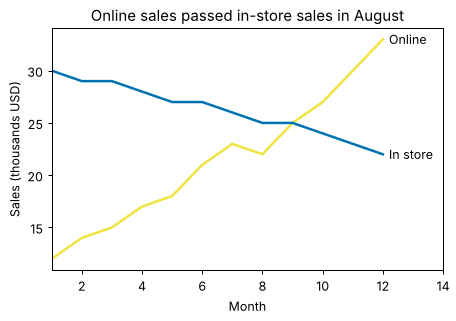 Online sales passed in-store sales in August
Online
In store
30
25
20
15
Sales (thousands USD)
2 4 6 8 10 12 14
Month